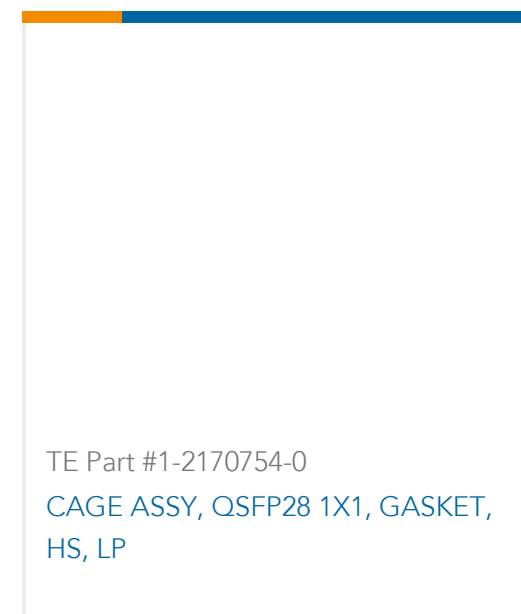 TE Part #1-2170754-0
CAGE ASSY, QSFP28 1X1, GASKET,
HS, LP